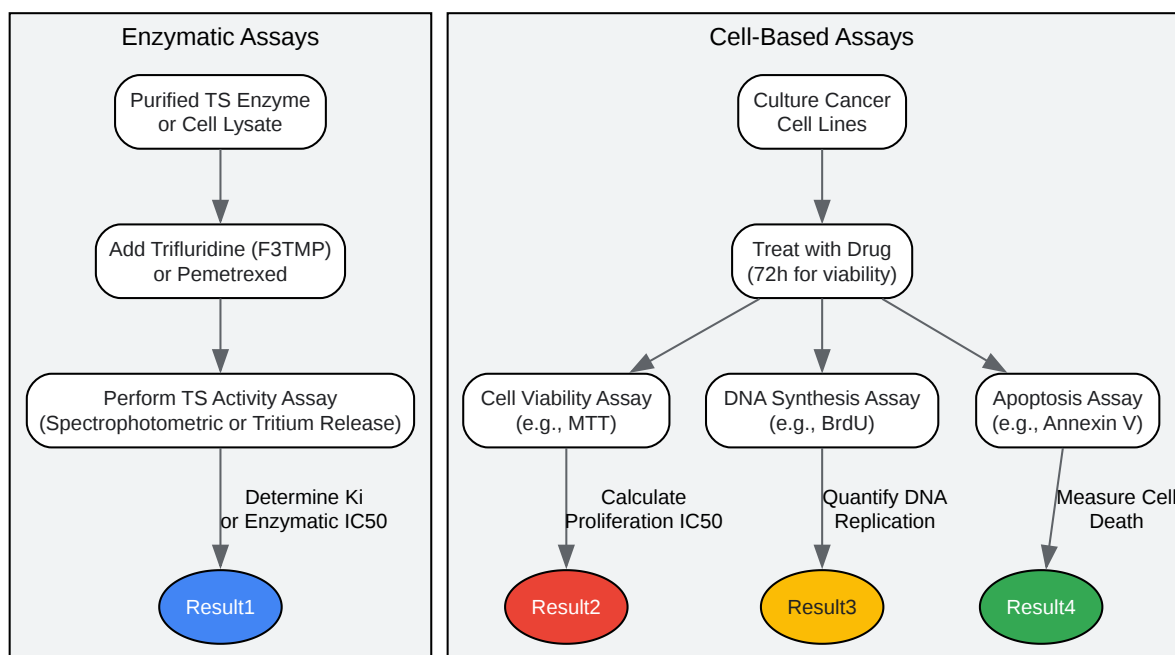 Enzymatic Assays
Purified TS Enzyme
or Cell Lysate
Add Trifluridine (F3TMP)
or Pemetrexed
Perform TS Activity Assay
(Spectrophotometric or Tritium Release)
Determine Ki
or Enzymatic IC50
Result1
Cell-Based Assays
Culture Cancer
Cell Lines
Treat with Drug
(72h for viability)
Cell Viability Assay
(e.g., MTT)
DNA Synthesis Assay
(e.g., BrdU)
Apoptosis Assay
(e.g., Annexin V)
Calculate
Proliferation IC50
Quantify DNA
Replication
Measure Cell
Death
Result2
Result3
Result4